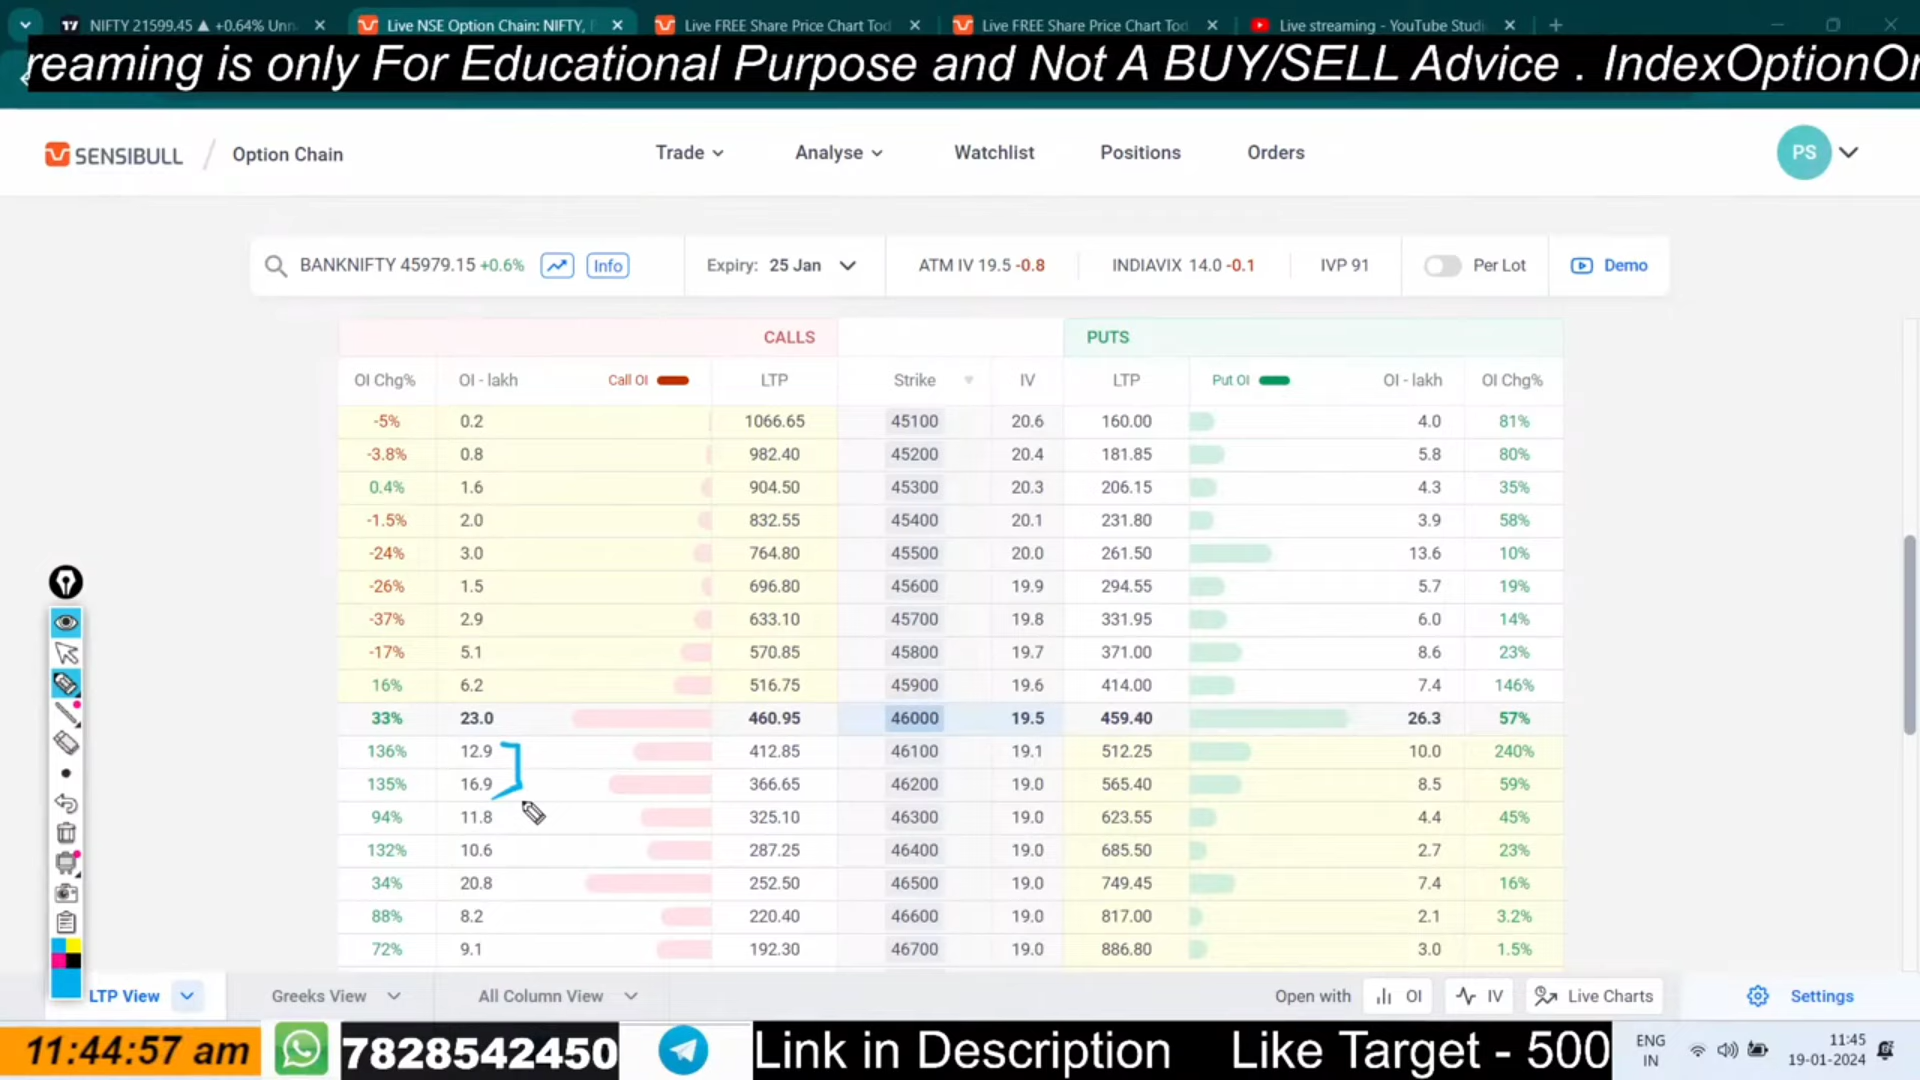 NIFTY 21599.45 ▲ +0.64% Unn
Live NSE Option Chain: NIFTY,
Live FREE Share Price Chart Tod
Live FREE Share Price Chart Tod
Live streaming - YouTube Studi
reaming is only For Educational Purpose and Not A BUY/SELL Advice . IndexOptionOr
SENSIBULL / Option Chain
Trade
Analyse
Watchlist
Positions
Orders
PS
BANKNIFTY 45979.15 +0.6%
Info
Expiry: 25 Jan
ATM IV 19.5 -0.8
INDIAVIX 14.0 -0.1
IVP 91
Per Lot
Demo
CALLS PUTS
OI Chg% OI - lakh Call OI LTP Strike IV LTP Put OI OI - lakh OI Chg%
-5% 0.2 1066.65 45100 20.6 160.00 4.0 81%
-3.8% 0.8 982.40 45200 20.4 181.85 5.8 80%
0.4% 1.6 904.50 45300 20.3 206.15 4.3 35%
-1.5% 2.0 832.55 45400 20.1 231.80 3.9 58%
-24% 3.0 764.80 45500 20.0 261.50 13.6 10%
-26% 1.5 696.80 45600 19.9 294.55 5.7 19%
-37% 2.9 633.10 45700 19.8 331.95 6.0 14%
-17% 5.1 570.85 45800 19.7 371.00 8.6 23%
16% 6.2 516.75 45900 19.6 414.00 7.4 146%
33% 23.0 460.95 46000 19.5 459.40 26.3 57%
136% 12.9 412.85 46100 19.1 512.25 10.0 240%
135% 16.9 366.65 46200 19.0 565.40 8.5 59%
94% 11.8 325.10 46300 19.0 623.55 4.4 45%
132% 10.6 287.25 46400 19.0 685.50 2.7 23%
34% 20.8 252.50 46500 19.0 749.45 7.4 16%
88% 8.2 220.40 46600 19.0 817.00 2.1 3.2%
72% 9.1 192.30 46700 19.0 886.80 3.0 1.5%
LTP View
Greeks View
All Column View
Open with
OI
IV
Live Charts
Settings
11:44:57 am
7828542450
Link in Description Like Target - 500
ENG
IN
11:45
19-01-2024